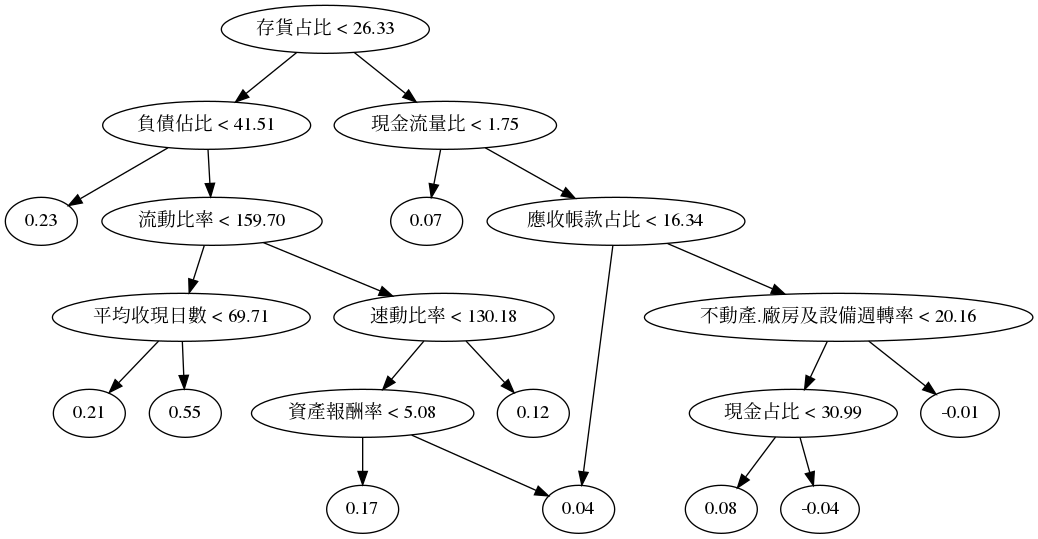 存貨占比 < 26.33
負債佔比 < 41.51
現金流量比 < 1.75
0.23
流動比率 < 159.70
0.07
應收帳款占比 < 16.34
平均收現日數 < 69.71
速動比率 < 130.18
不動產.廠房及設備週轉率 < 20.16
0.21
0.55
資產報酬率 < 5.08
0.12
現金占比 < 30.99
-0.01
0.17
0.04
0.08
-0.04